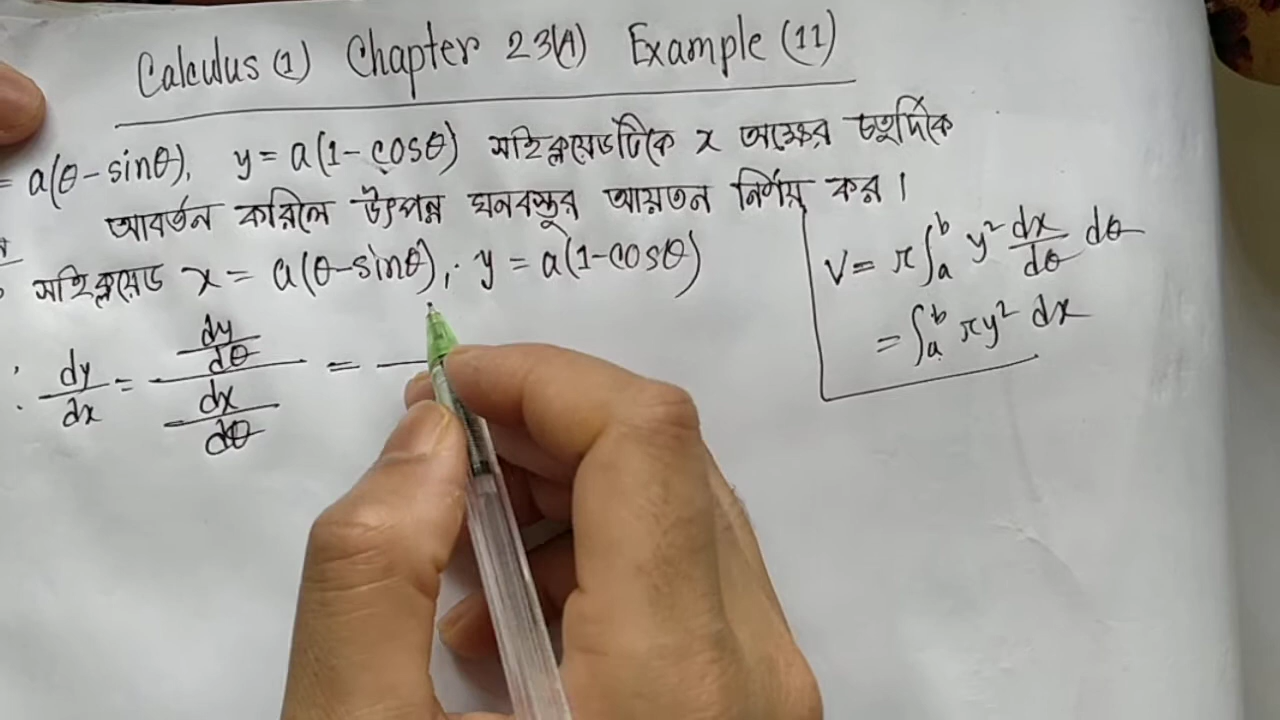 Calculus (1) Chapter 23(A) Example (11)
= a(θ-sinθ), y = a(1-cosθ) সাইক্লয়েডটিকে x অক্ষের চতুর্দিকে
আবর্তন করিলে উৎপন্ন ঘনবস্তুর আয়তন নির্ণয় কর।
সাইক্লয়েড x = a(θ-sinθ), y = a(1-cosθ)
∴ dy/dx = (dy/dθ)/(dx/dθ) =
V = π∫_a^b y² dx/dθ dθ
= ∫_a^b πy² dx